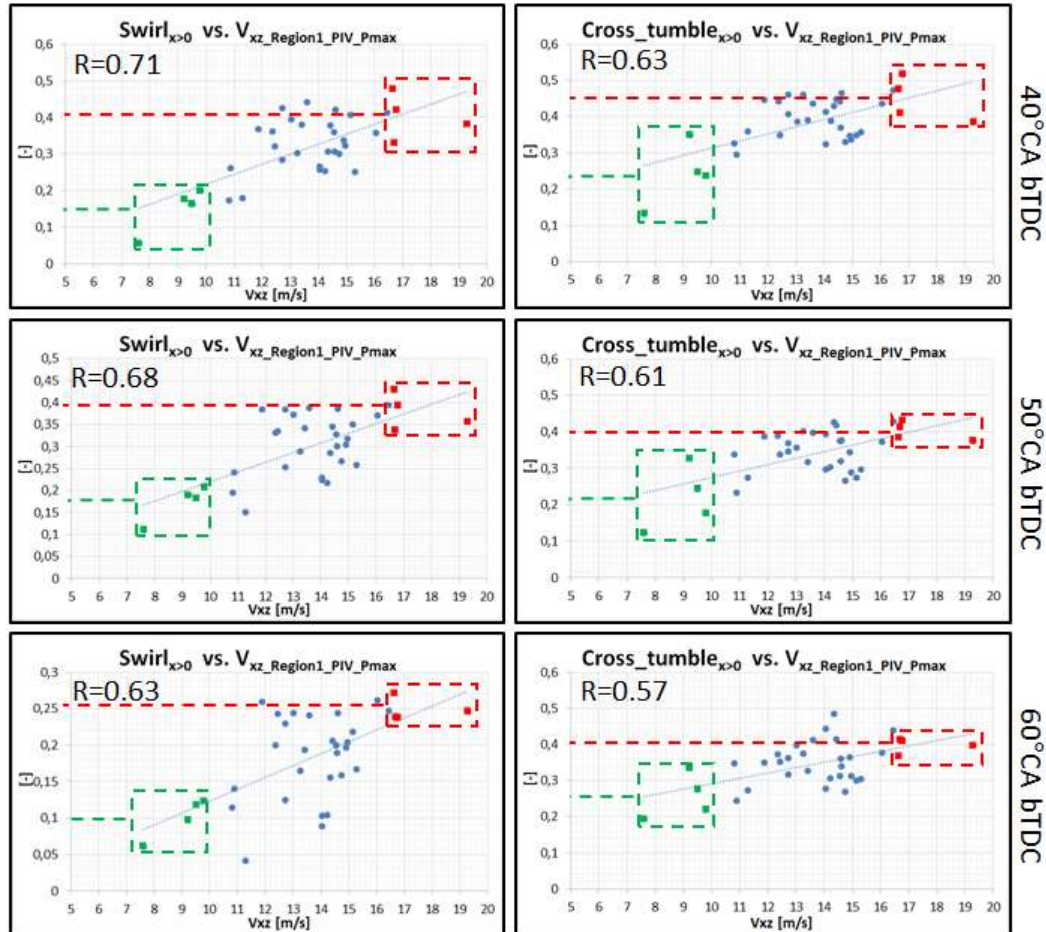 Swirlx>0 vs. Vxz_Region1_PIV_Pmax
R=0.71
0,6
0,5
0,4
0,3
0,2
0,1
0
[-]
5 6 7 8 9 10 11 12 13 14 15 16 17 18 19 20
Vxz [m/s]
Cross_tumblex>0 vs. Vxz_Region1_PIV_Pmax
R=0.63
0,6
0,5
0,4
0,3
0,2
0,1
0
[-]
5 6 7 8 9 10 11 12 13 14 15 16 17 18 19 20
Vxz [m/s]
40°CA bTDC
Swirlx>0 vs. Vxz_Region1_PIV_Pmax
R=0.68
0,5
0,45
0,4
0,35
0,3
0,25
0,2
0,15
0,1
0,05
0
[-]
5 6 7 8 9 10 11 12 13 14 15 16 17 18 19 20
Vxz [m/s]
Cross_tumblex>0 vs. Vxz_Region1_PIV_Pmax
R=0.61
0,6
0,5
0,4
0,3
0,2
0,1
0
[-]
5 6 7 8 9 10 11 12 13 14 15 16 17 18 19 20
Vxz [m/s]
50°CA bTDC
Swirlx>0 vs. Vxz_Region1_PIV_Pmax
R=0.63
0,3
0,25
0,2
0,15
0,1
0,05
0
[-]
5 6 7 8 9 10 11 12 13 14 15 16 17 18 19 20
Vxz [m/s]
Cross_tumblex>0 vs. Vxz_Region1_PIV_Pmax
R=0.57
0,6
0,5
0,4
0,3
0,2
0,1
0
[-]
5 6 7 8 9 10 11 12 13 14 15 16 17 18 19 20
Vxz [m/s]
60°CA bTDC